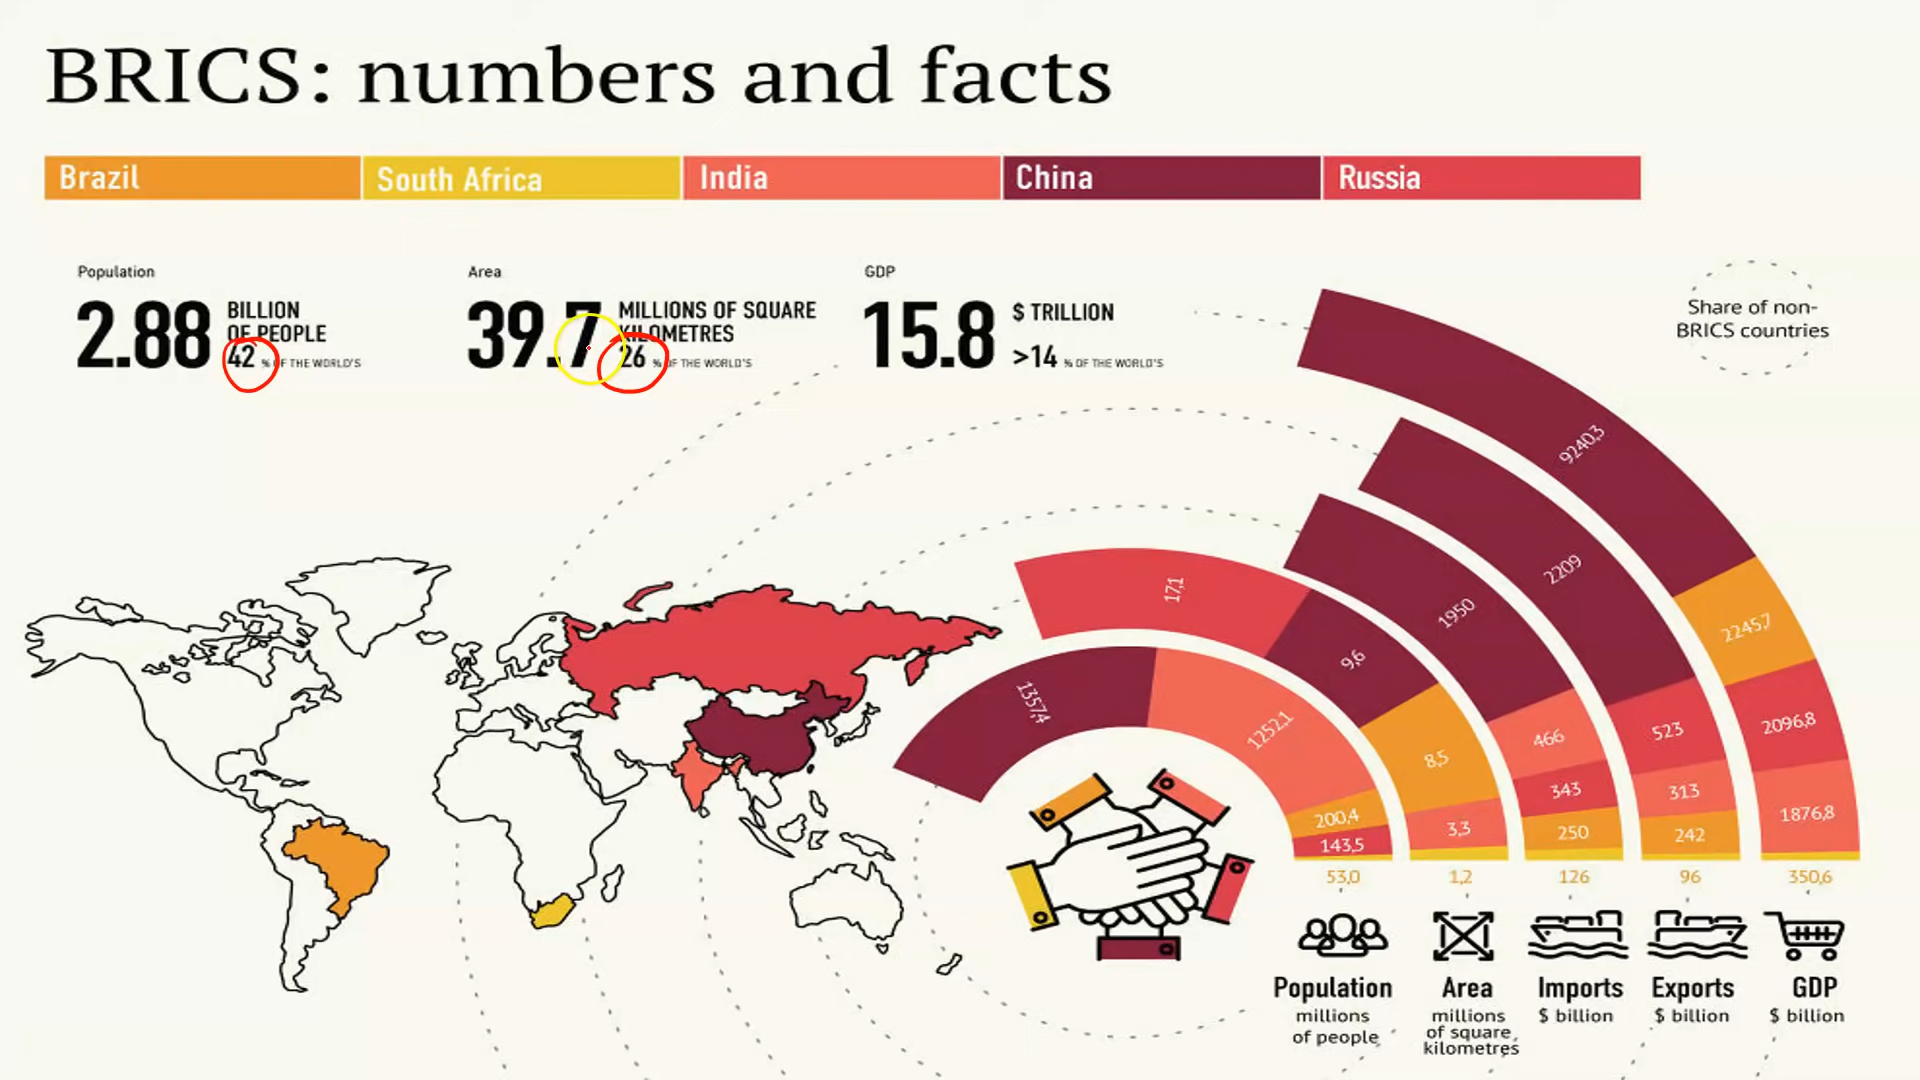 BRICS: numbers and facts
Brazil
South Africa
India
China
Russia
Population
2.88 BILLION
OF PEOPLE
42 % OF THE WORLD'S
Area
39.7 MILLIONS OF SQUARE
KILOMETRES
26 % OF THE WORLD'S
GDP
15.8 $ TRILLION
>14 % OF THE WORLD'S
Share of non-
BRICS countries
9240,3
2245,7
2096,8
1876,8
350,6
2209
523
313
242
96
1950
466
343
250
126
17,1
9,6
8,5
3,3
1,2
1357,4
1252,1
200,4
143,5
53,0
Population
millions
of people
Area
millions
of square
kilometres
Imports
$ billion
Exports
$ billion
GDP
$ billion